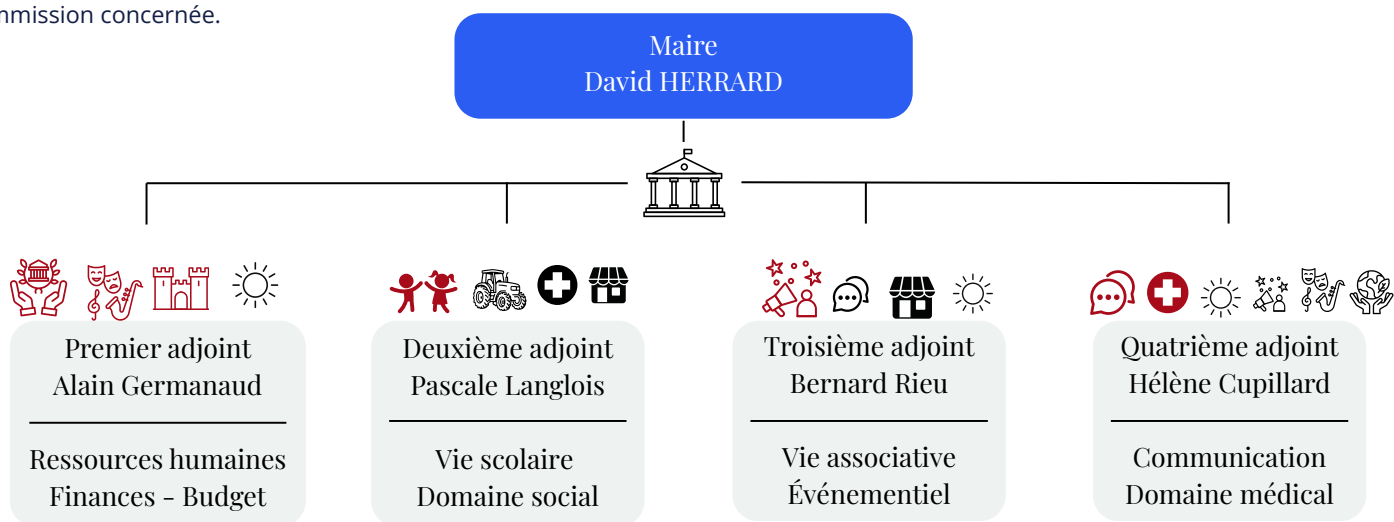 mmission concernée.
Maire
David HERRARD
Premier adjoint
Alain Germanaud
Ressources humaines
Finances - Budget
Deuxième adjoint
Pascale Langlois
Vie scolaire
Domaine social
Troisième adjoint
Bernard Rieu
Vie associative
Événementiel
Quatrième adjoint
Hélène Cupillard
Communication
Domaine médical